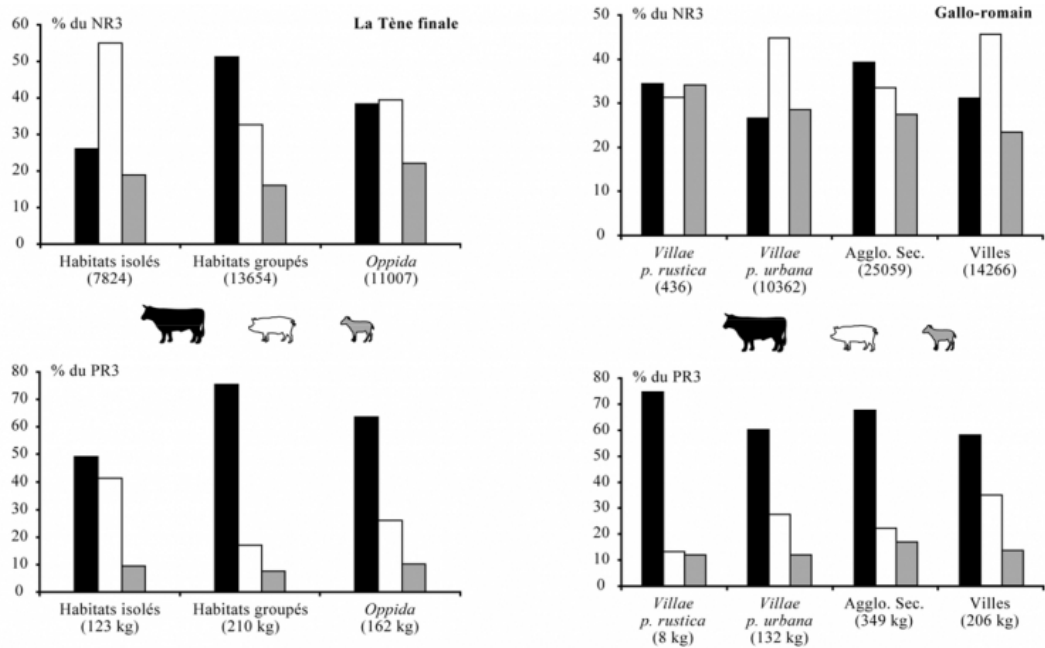 % du NR3
La Tène finale
60
50
40
30
20
10
0
Habitats isolés
(7824)
Habitats groupés
(13654)
Oppida
(11007)
% du NR3
Gallo-romain
50
40
30
20
10
0
Villae
p. rustica
(436)
Villae
p. urbana
(10362)
Agglo. Sec.
(25059)
Villes
(14266)
% du PR3
80
70
60
50
40
30
20
10
0
Habitats isolés
(123 kg)
Habitats groupés
(210 kg)
Oppida
(162 kg)
% du PR3
80
70
60
50
40
30
20
10
0
Villae
p. rustica
(8 kg)
Villae
p. urbana
(132 kg)
Agglo. Sec.
(349 kg)
Villes
(206 kg)